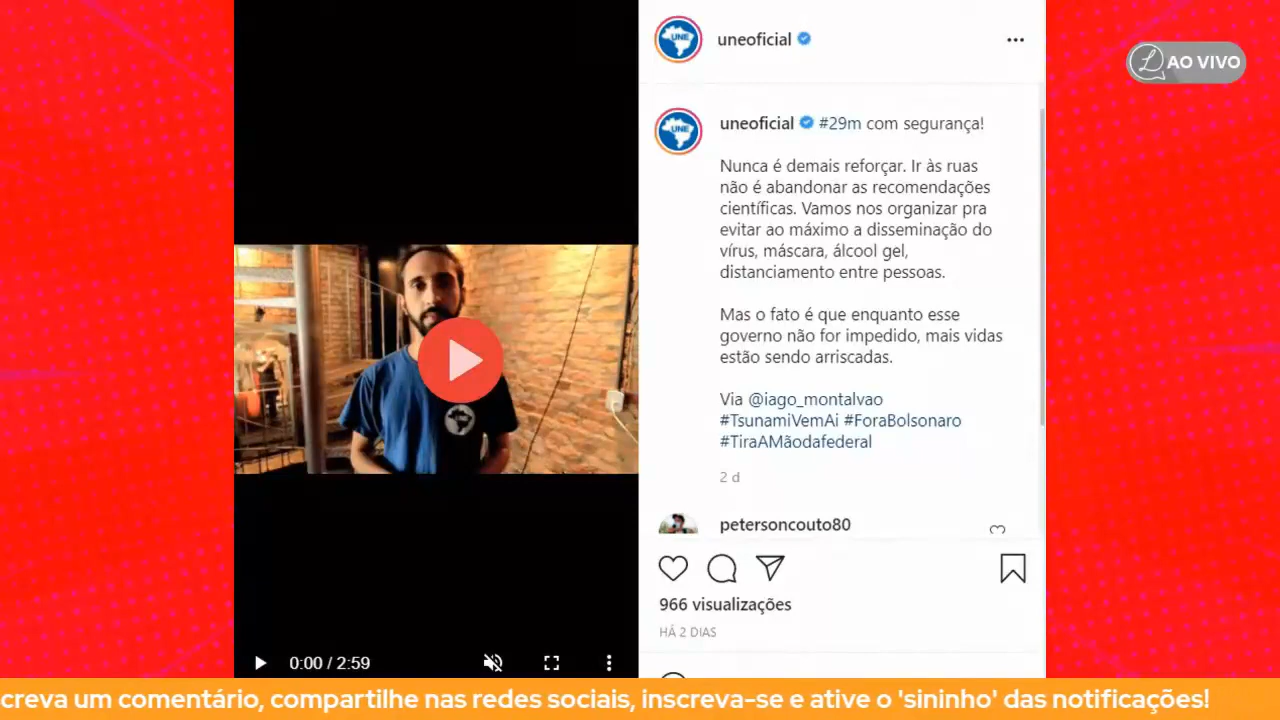 uneoficial
AO VIVO
uneoficial #29m com segurança!
Nunca é demais reforçar. Ir às ruas
não é abandonar as recomendações
científicas. Vamos nos organizar pra
evitar ao máximo a disseminação do
vírus, máscara, álcool gel,
distanciamento entre pessoas.
Mas o fato é que enquanto esse
governo não for impedido, mais vidas
estão sendo arriscadas.
Via @iago_montalvao
#TsunamiVemAi #ForaBolsonaro
#TiraAMãodafederal
2 d
petersoncouto80
966 visualizações
HÁ 2 DIAS
0:00 / 2:59
creva um comentário, compartilhe nas redes sociais, inscreva-se e ative o 'sininho' das notificações!
UNE
UNE